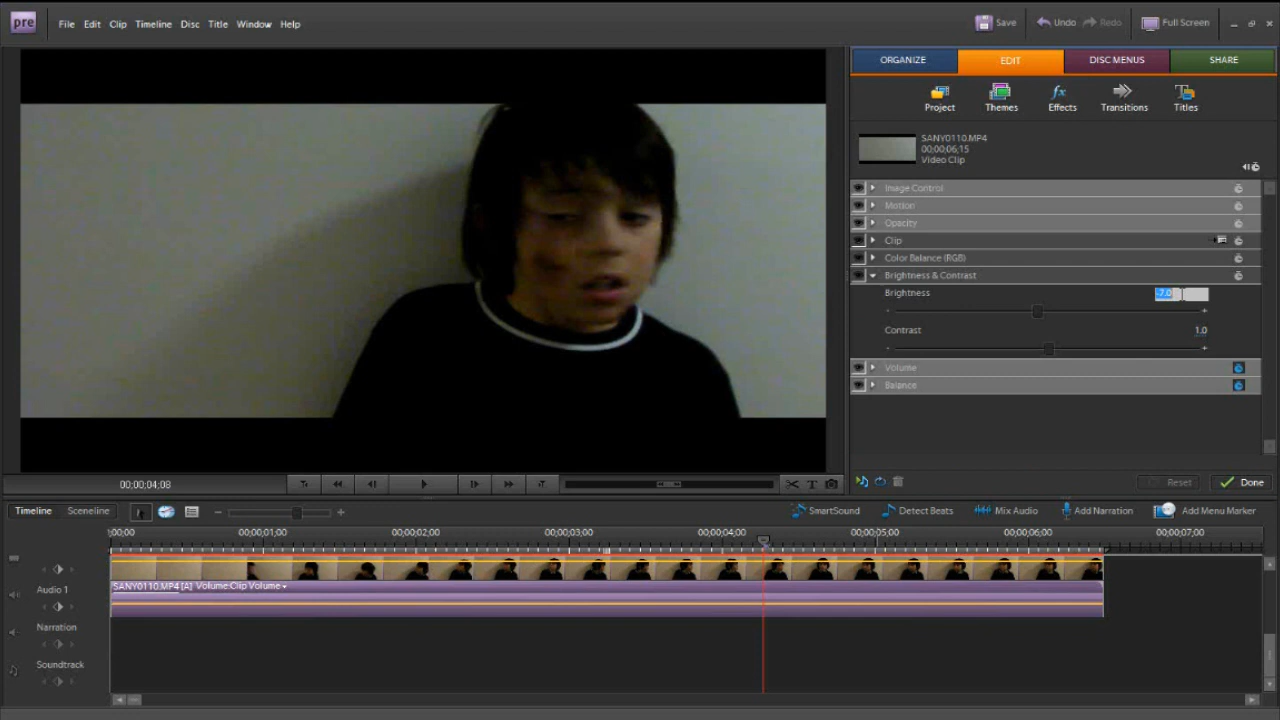 pre File Edit Clip Timeline Disc Title Window Help Save Undo Redo Full Screen
ORGANIZE EDIT DISC MENUS SHARE
Project Themes Effects Transitions Titles
SANY0110.MP4
00;00;06;15
Video Clip
Image Control
Motion
Opacity
Clip
Color Balance (RGB)
Brightness & Contrast
Brightness -7.0
- +
Contrast 1.0
- +
Volume
Balance
00;00;04;08
Reset Done
Timeline Sceneline SmartSound Detect Beats Mix Audio Add Narration Add Menu Marker
;00;00 00;00;01;00 00;00;02;00 00;00;03;00 00;00;04;00 00;00;05;00 00;00;06;00 00;00;07;00
Audio 1
SANY0110.MP4 [A] Volume:Clip Volume
Narration
Soundtrack